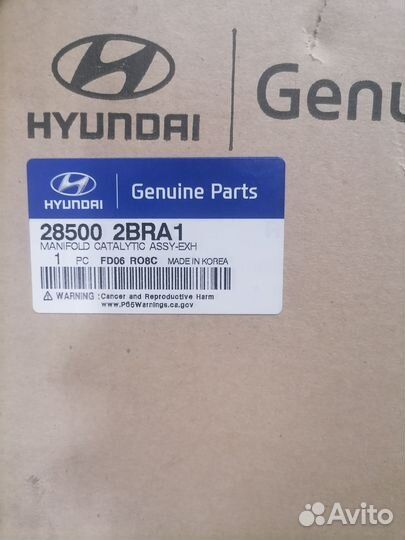 HYUNDAI
Genu
HYUNDAI
Genuine Parts
28500 2BRA1
MANIFOLD CATALYTIC ASSY-EXH
1 PC FD06 RO8C MADE IN KOREA
WARNING :Cancer and Reproductive Harm
www.P65Warnings.ca.gov
Avito